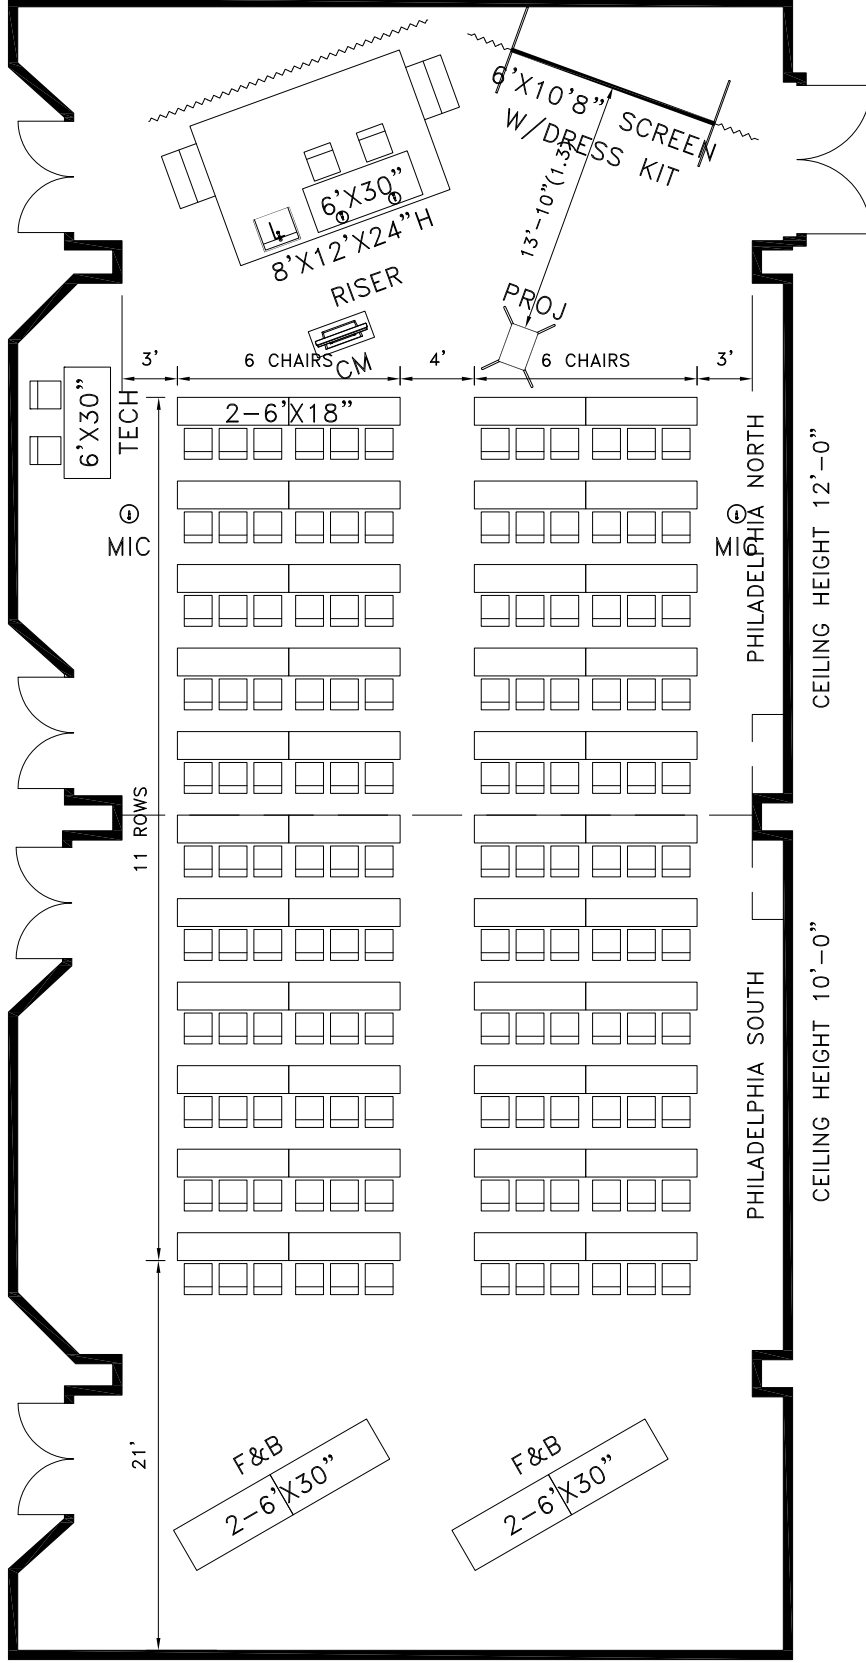 6'X10'8" SCREEN
W/DRESS KIT
13'-10"(1.3)
6'X30"
8'X12'X24"H
RISER
PROJ
CM
3'
6 CHAIRS
4'
6 CHAIRS
3'
6'X30"
TECH
2-6'X18"
MIC
MIC
PHILADELPHIA NORTH
CEILING HEIGHT 12'-0"
11 ROWS
PHILADELPHIA SOUTH
CEILING HEIGHT 10'-0"
21'
F&B
2-6'X30"
F&B
2-6'X30"